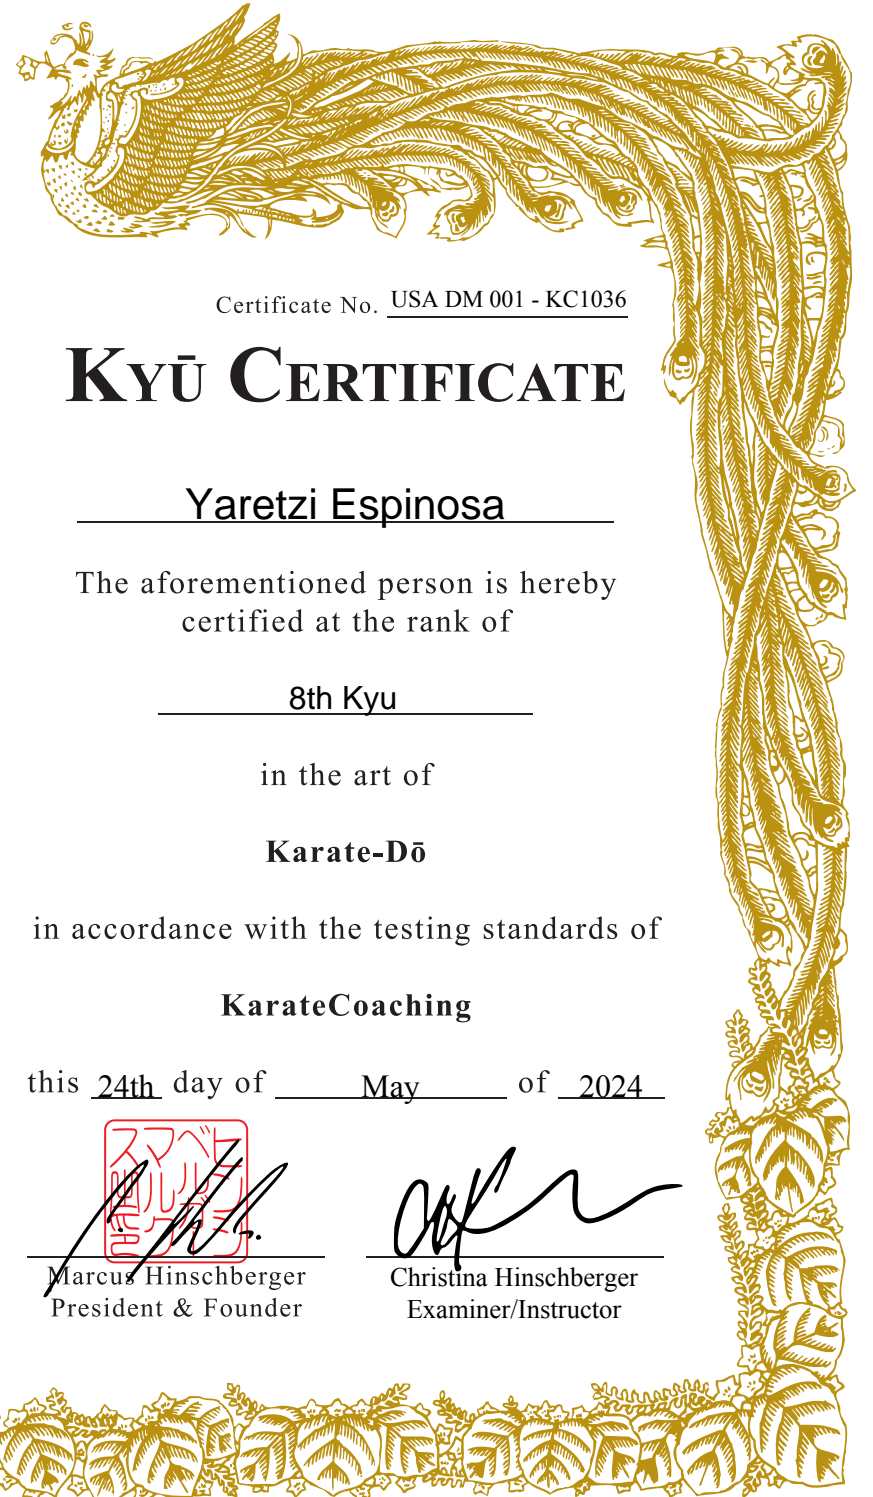 Certificate No. USA DM 001 - KC1036
KYŪ CERTIFICATE
Yaretzi Espinosa
The aforementioned person is hereby
certified at the rank of
8th Kyu
in the art of
Karate-Dō
in accordance with the testing standards of
KarateCoaching
this 24th day of May of 2024
Marcus Hinschberger
President & Founder
Christina Hinschberger
Examiner/Instructor